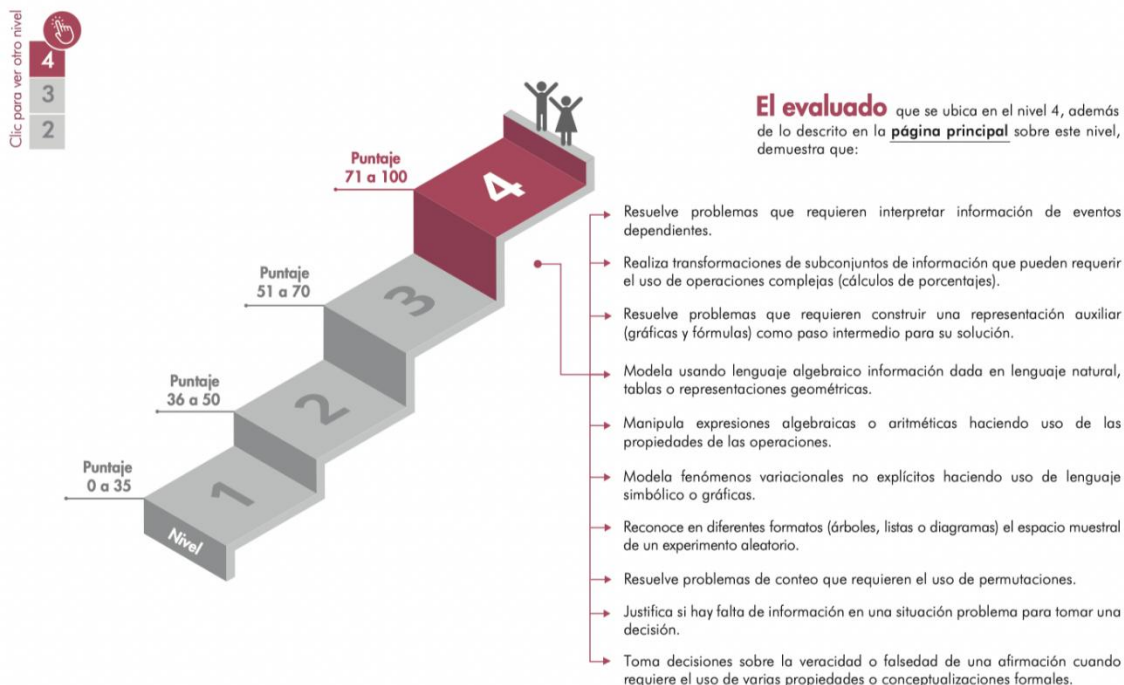 Clic para ver otro nivel
4
3
2
El evaluado que se ubica en el nivel 4, además
de lo descrito en la página principal sobre este nivel,
demuestra que:
Puntaje
71 a 100
4
Puntaje
51 a 70
3
Puntaje
36 a 50
2
Puntaje
0 a 35
1
Nivel
Resuelve problemas que requieren interpretar información de eventos
dependientes.
Realiza transformaciones de subconjuntos de información que pueden requerir
el uso de operaciones complejas (cálculos de porcentajes).
Resuelve problemas que requieren construir una representación auxiliar
(gráficas y fórmulas) como paso intermedio para su solución.
Modela usando lenguaje algebraico información dada en lenguaje natural,
tablas o representaciones geométricas.
Manipula expresiones algebraicas o aritméticas haciendo uso de las
propiedades de las operaciones.
Modela fenómenos variacionales no explícitos haciendo uso de lenguaje
simbólico o gráficas.
Reconoce en diferentes formatos (árboles, listas o diagramas) el espacio muestral
de un experimento aleatorio.
Resuelve problemas de conteo que requieren el uso de permutaciones.
Justifica si hay falta de información en una situación problema para tomar una
decisión.
Toma decisiones sobre la veracidad o falsedad de una afirmación cuando
requiere el uso de varias propiedades o conceptualizaciones formales.